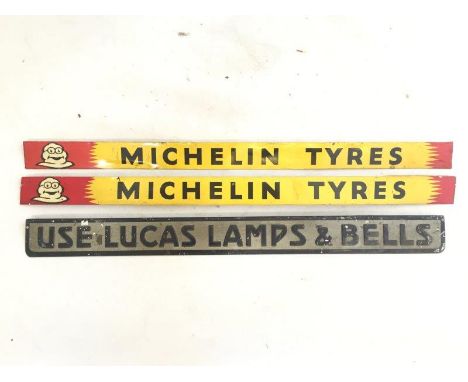 MICHELIN TYRES
MICHELIN TYRES
USE LUCAS LAMPS & BELLS